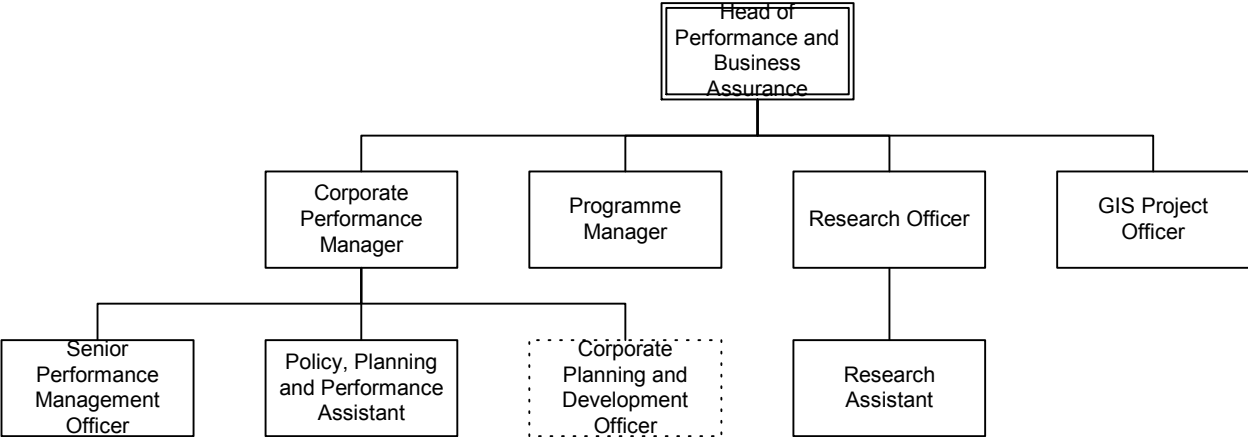 Head of
Performance and
Business
Assurance
Corporate
Performance
Manager
Programme
Manager
Research Officer
GIS Project
Officer
Senior
Performance
Management
Officer
Policy, Planning
and Performance
Assistant
Corporate
Planning and
Development
Officer
Research
Assistant